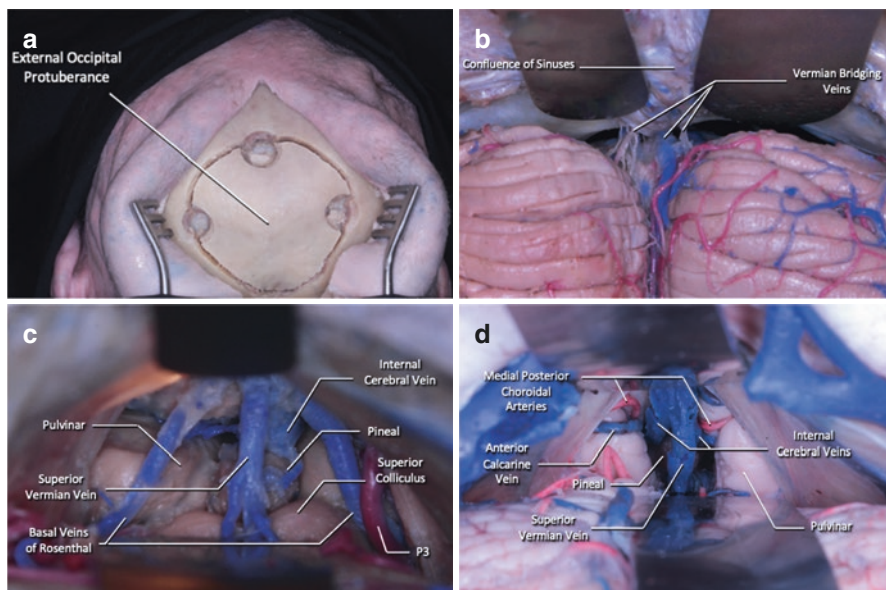 a
External Occipital
Protuberance
b
Confluence of Sinuses
Vermian Bridging
Veins
c
Internal
Cerebral Vein
Pulvinar
Pineal
Superior
Colliculus
Superior
Vermian Vein
Basal Veins
of Rosenthal
P3
d
Medial Posterior
Choroidal
Arteries
Anterior
Calcarine
Vein
Internal
Cerebral Veins
Pineal
Superior
Vermian Vein
Pulvinar